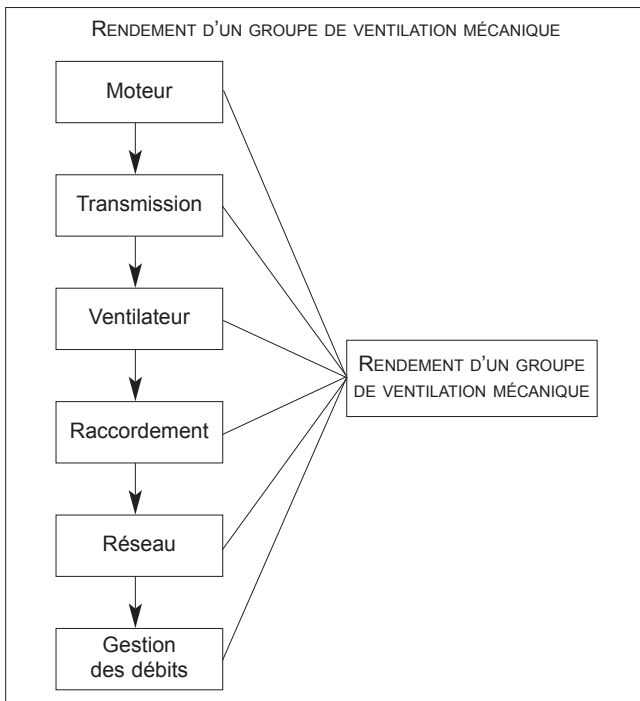 RENDEMENT D'UN GROUPE DE VENTILATION MÉCANIQUE
Moteur
Transmission
Ventilateur
Raccordement
Réseau
Gestion
des débits
RENDEMENT D'UN GROUPE
DE VENTILATION MÉCANIQUE